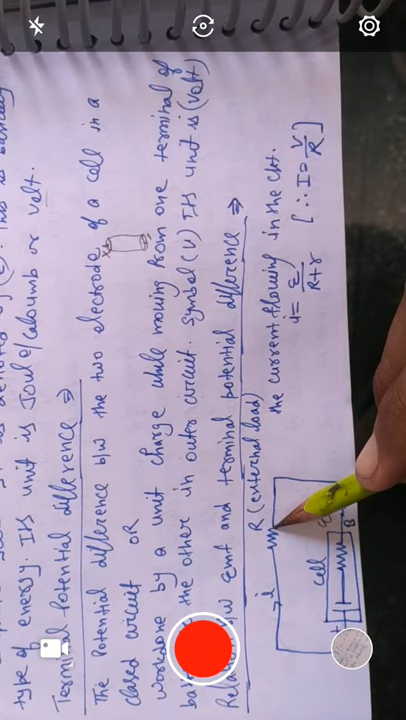 type of energy. Its unit is Joul/Coloumb or Volt.
Terminal Potential difference ⇒
The Potential difference b/w the two electrode of a cell in a
Closed circuit OR
workdone by a unit charge while moving from one terminal of
the other in outer circuit. Symbol (V) Its unit is (Volt)
Relation b/w Emf and terminal potential difference ⇒
R (external load)
the current flowing in the Ckt.
i = ε/R+r [∴ I = V/R]
i
Cell
B